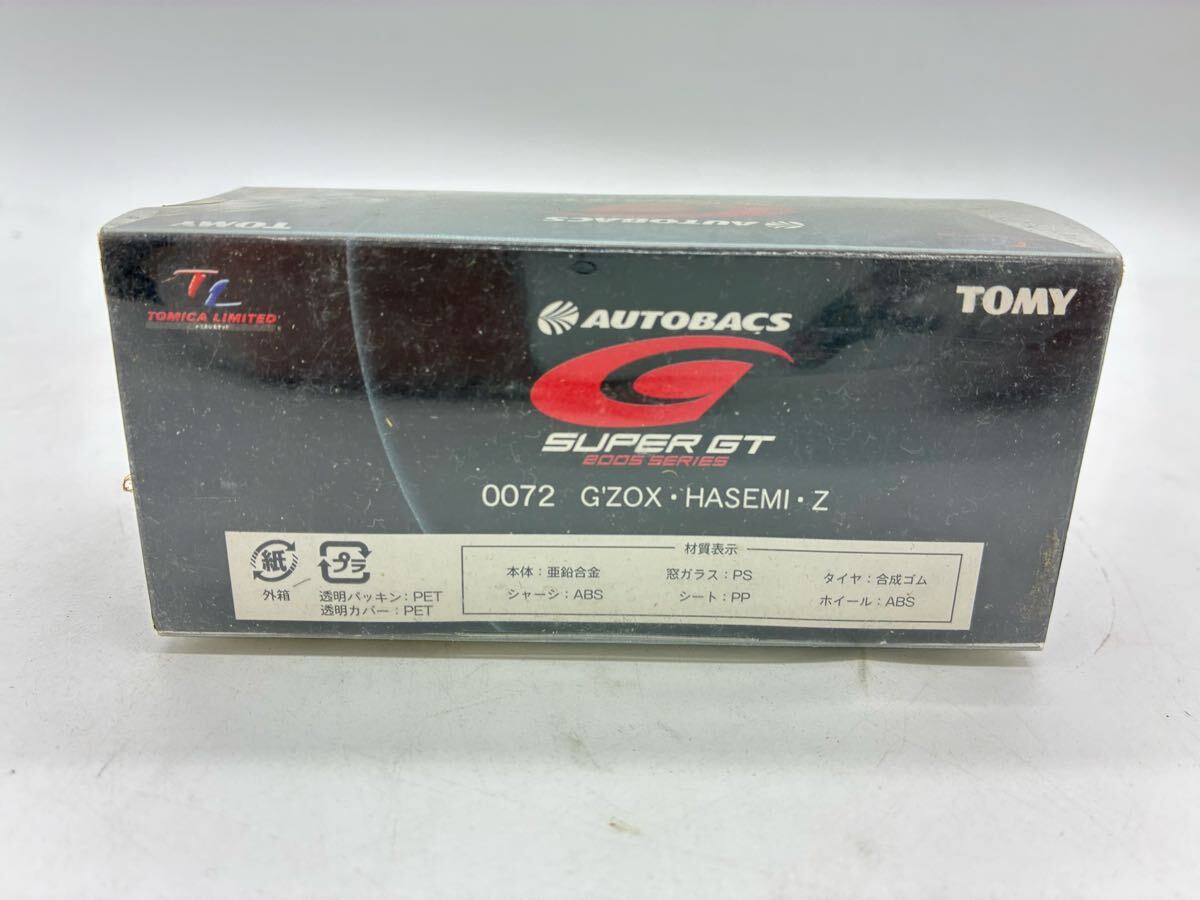 TOMY
AUTOBACS
TL
TOMICA LIMITED
AUTOBACS
TOMY
SUPER GT
2005 SERIES
0072 G'ZOX・HASEMI・Z
紙
外箱
プラ
透明パッキン：PET
透明カバー：PET
材質表示
本体：亜鉛合金 窓ガラス：PS タイヤ：合成ゴム
シャーシ：ABS シート：PP ホイール：ABS